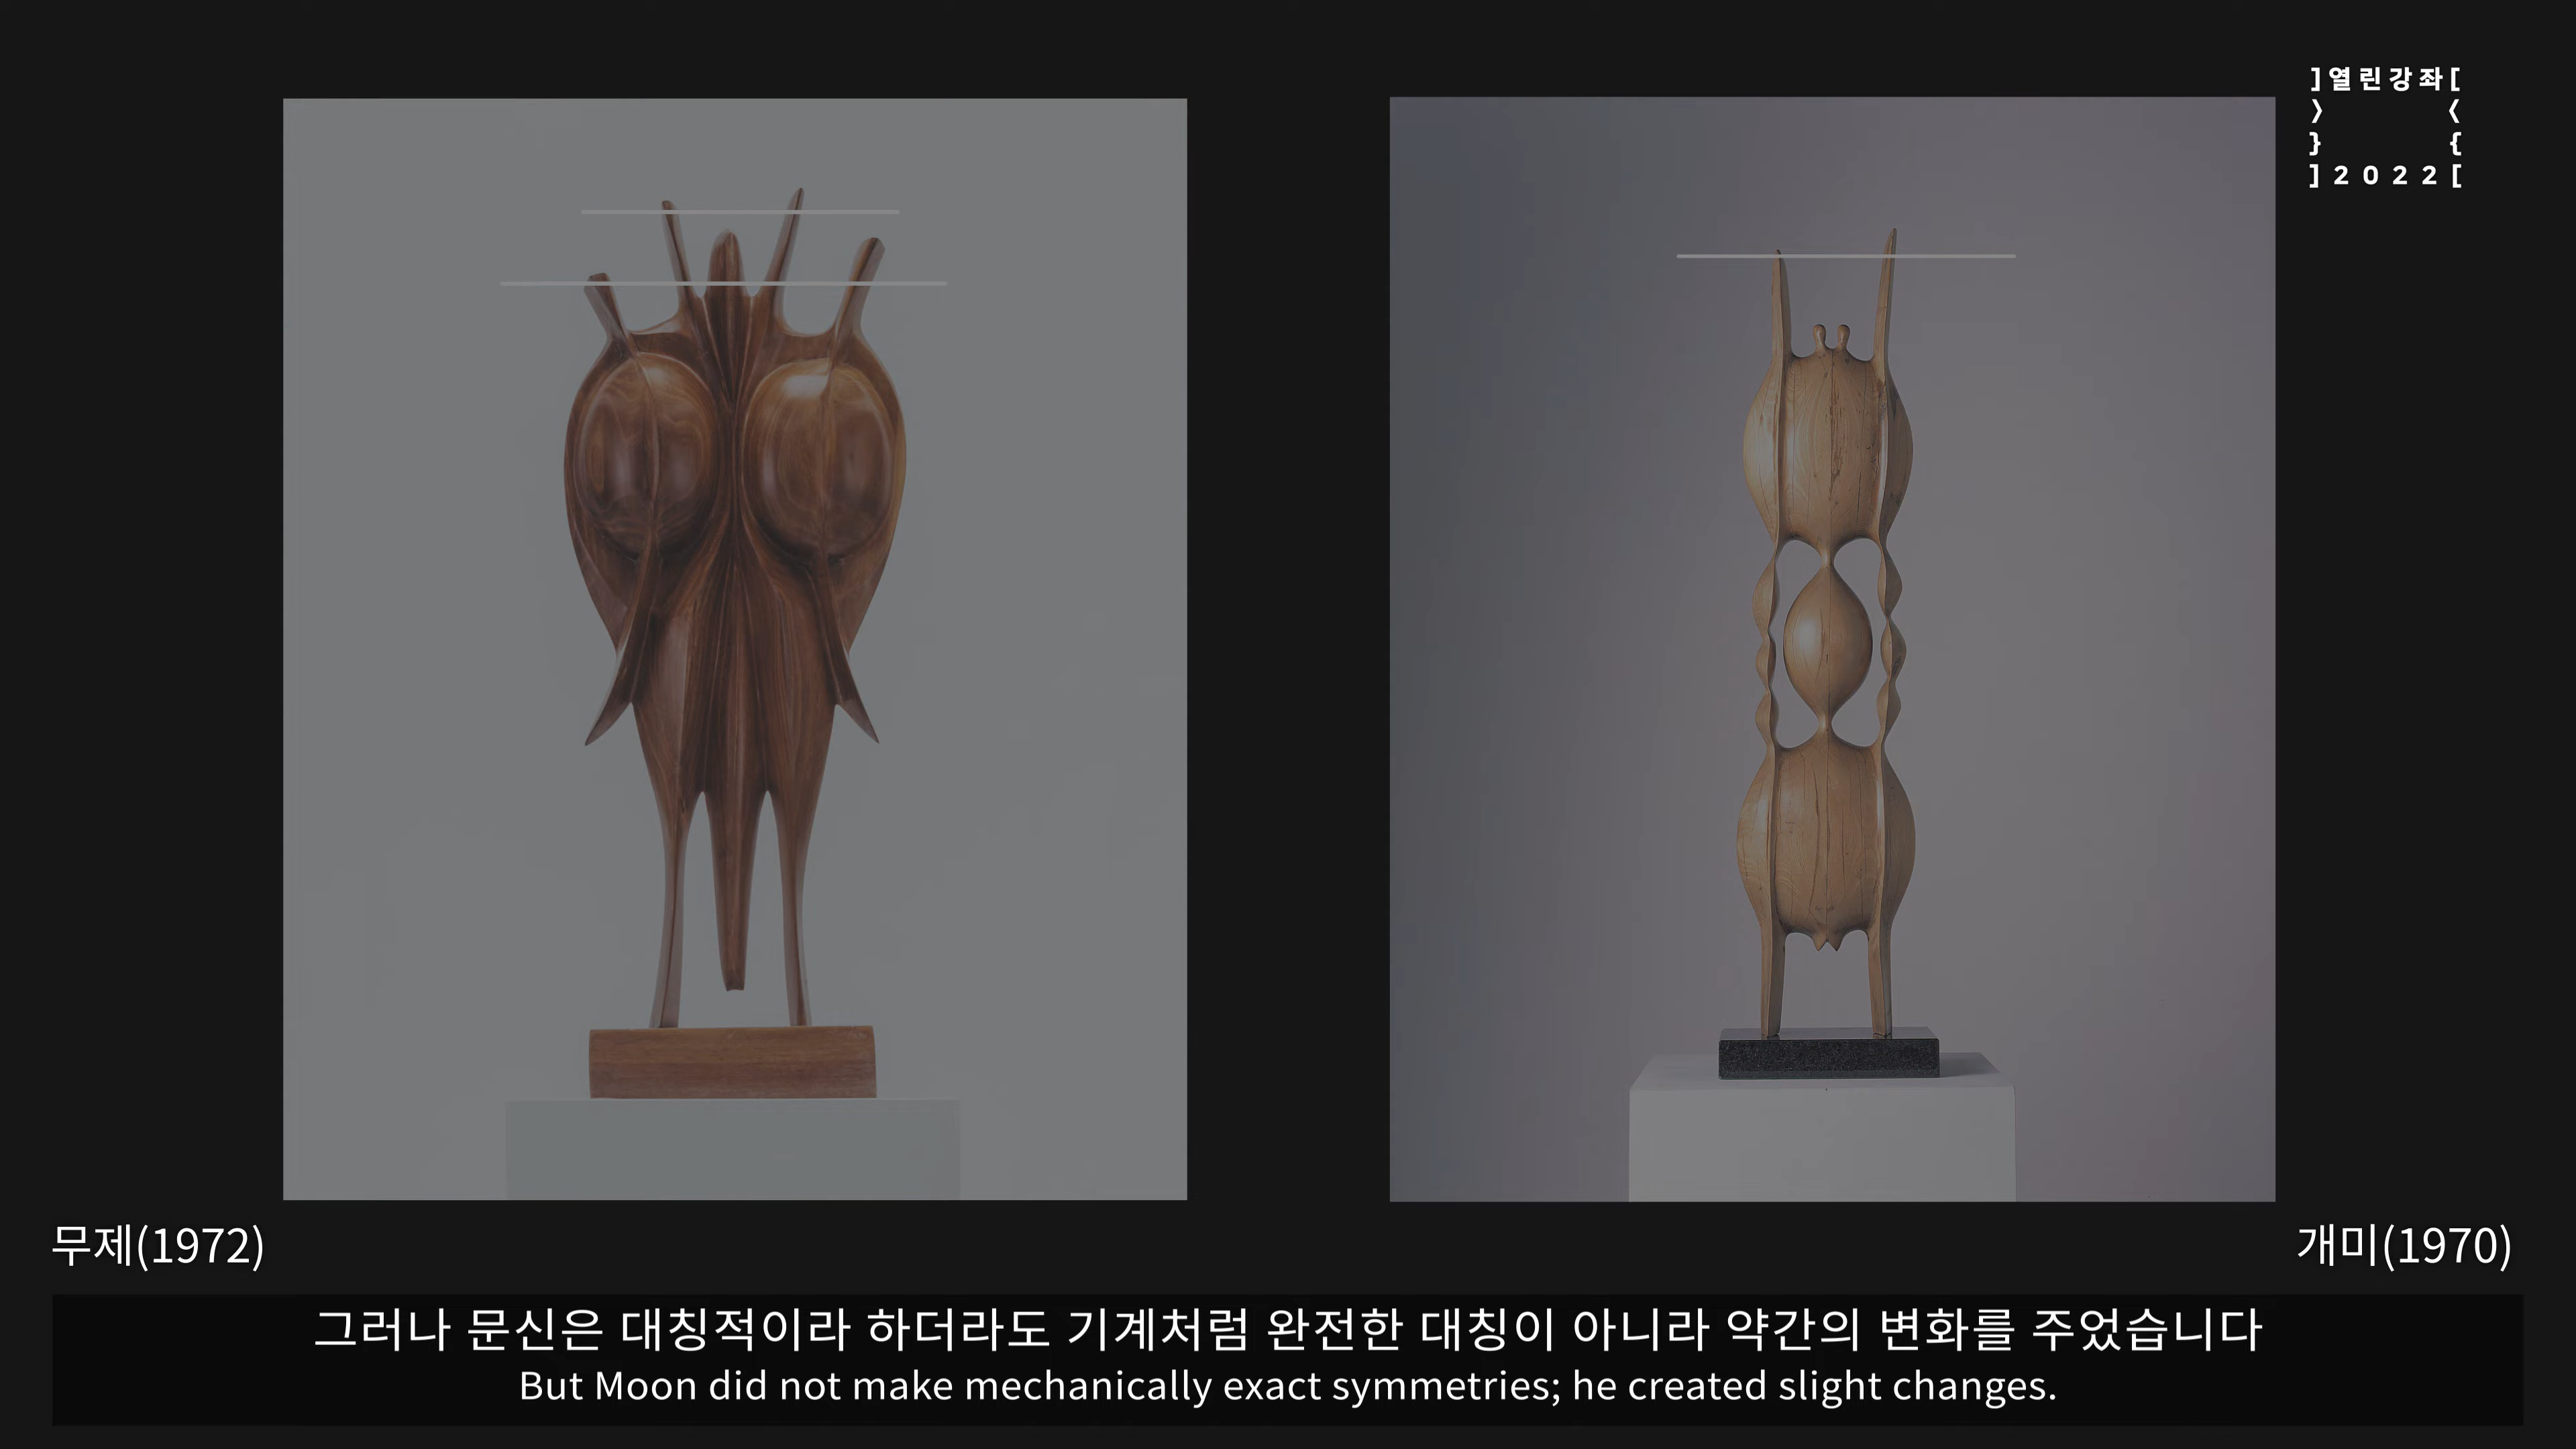 ]열린강좌[
〉 〈
} {
]2022[
무제(1972)
개미(1970)
그러나 문신은 대칭적이라 하더라도 기계처럼 완전한 대칭이 아니라 약간의 변화를 주었습니다
But Moon did not make mechanically exact symmetries; he created slight changes.